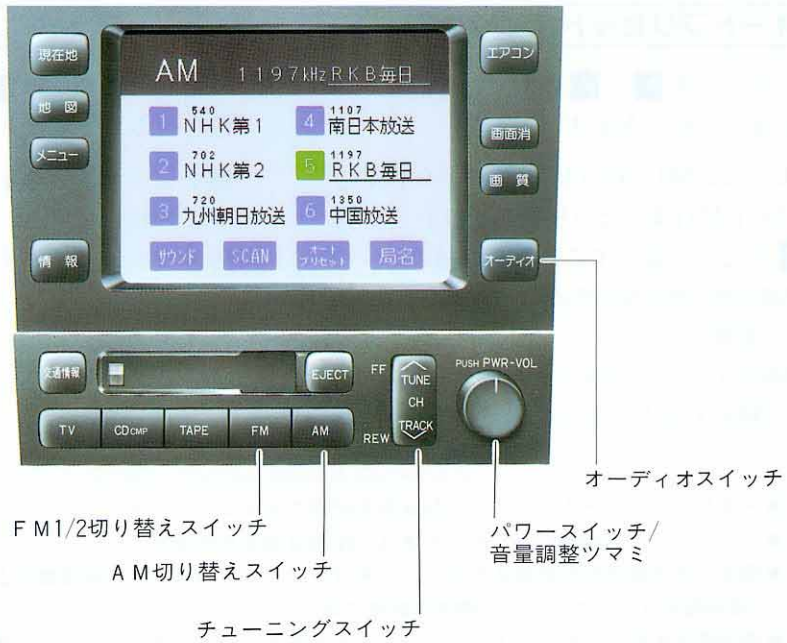 現在地
エアコン
AM 1197kHz RKB毎日
地 図
540 1107
1 NHK第1 4 南日本放送
画面消
メニュー
702 1197
2 NHK第2 5 RKB毎日
画 質
720 1350
3 九州朝日放送 6 中国放送
情 報
サウンド SCAN オート
プリセット 局名
オーディオ
交通情報
EJECT
FF
TUNE
CH
TRACK
REW
PUSH PWR-VOL
TV
CD CMP
TAPE
FM
AM
オーディオスイッチ
FM1/2切り替えスイッチ
パワースイッチ/
音量調整ツマミ
AM切り替えスイッチ
チューニングスイッチ